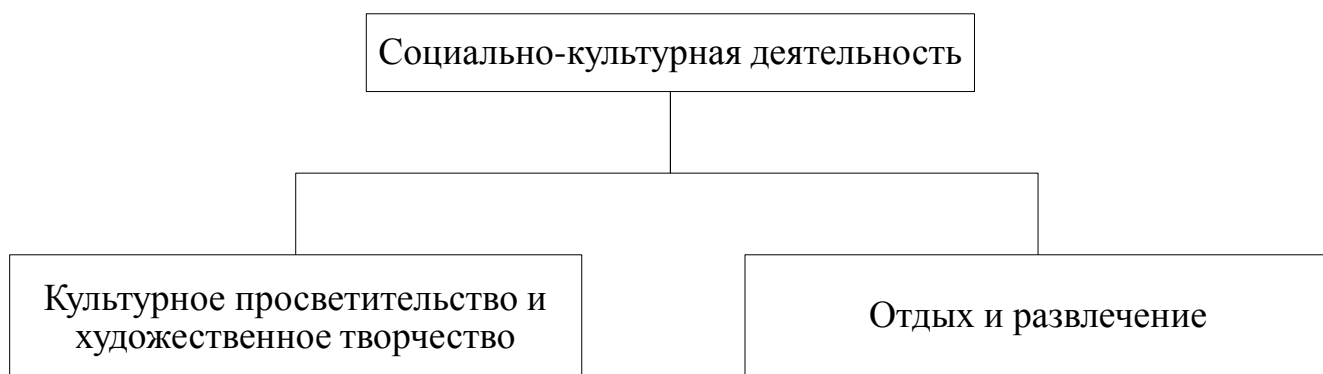 Социально-культурная деятельность
Культурное просветительство и
художественное творчество
Отдых и развлечение